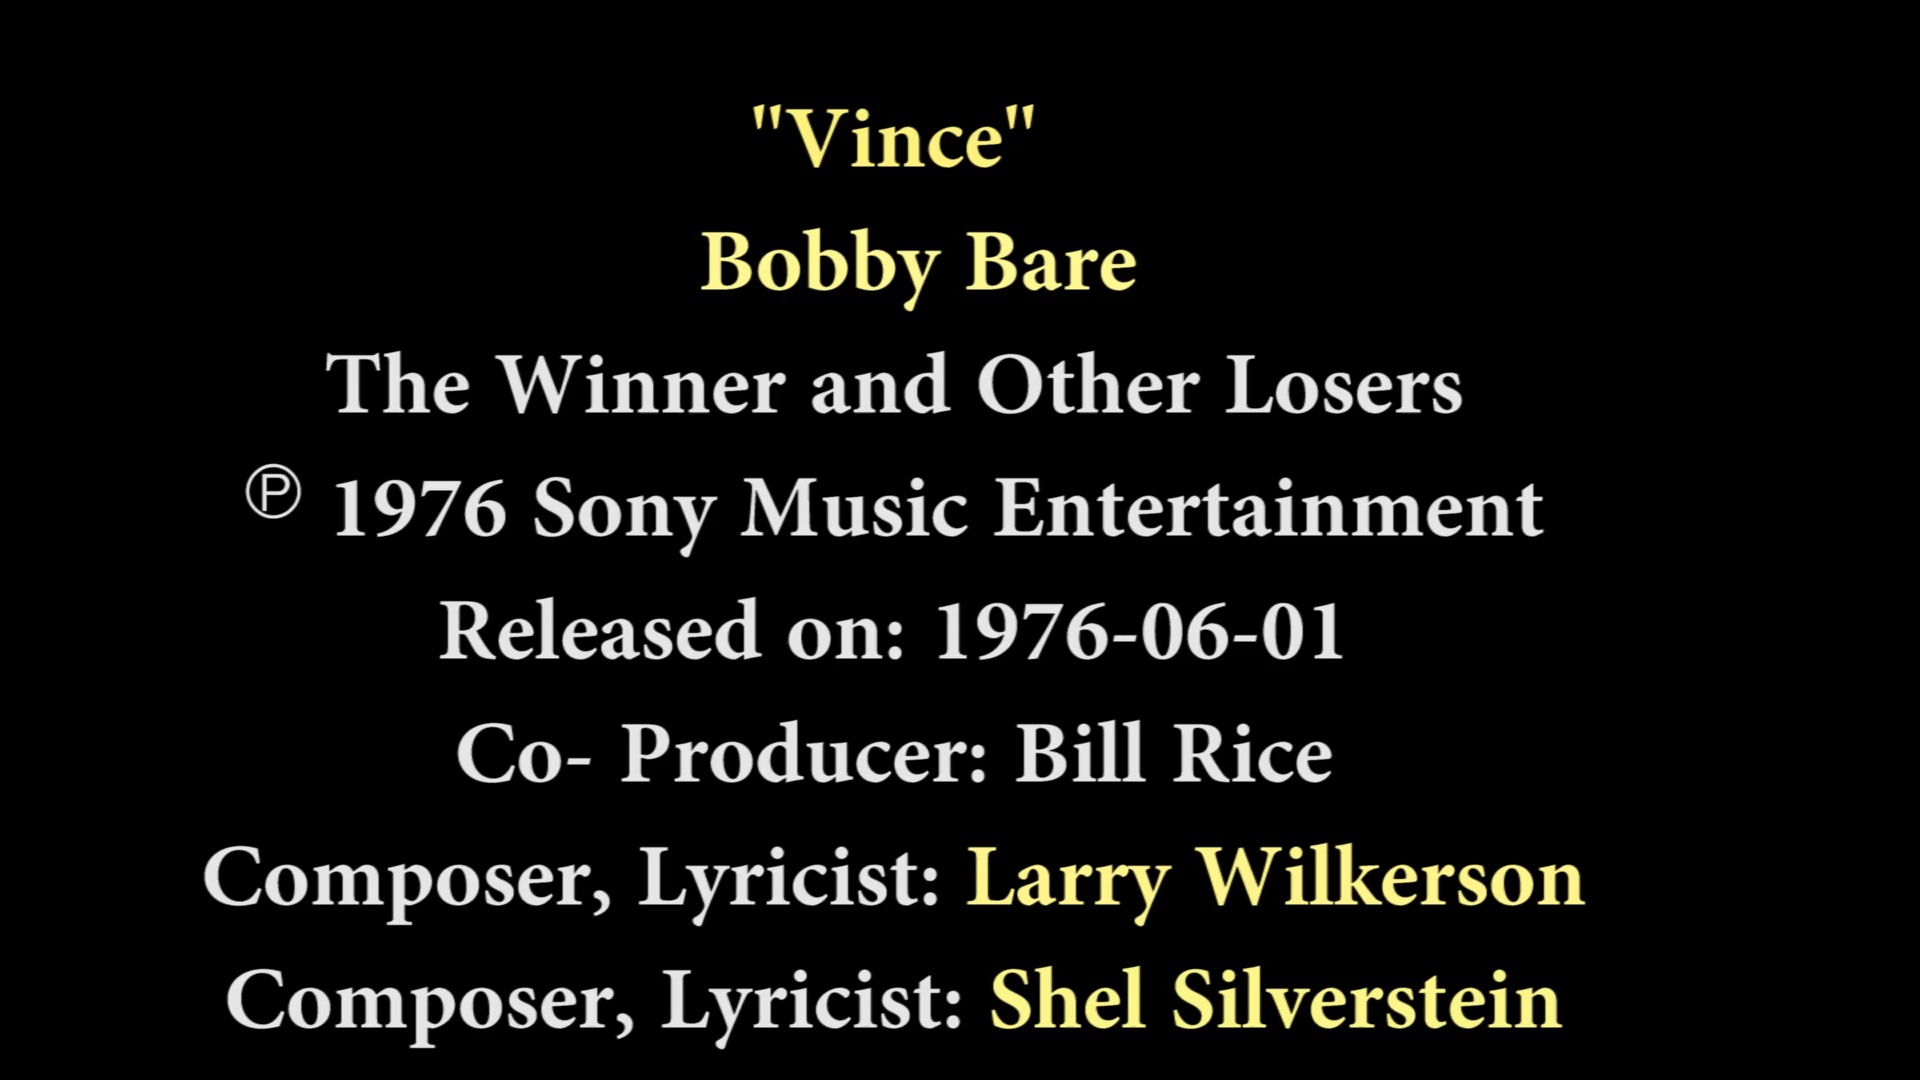 "Vince"
Bobby Bare
The Winner and Other Losers
℗ 1976 Sony Music Entertainment
Released on: 1976-06-01
Co- Producer: Bill Rice
Composer, Lyricist: Larry Wilkerson
Composer, Lyricist: Shel Silverstein